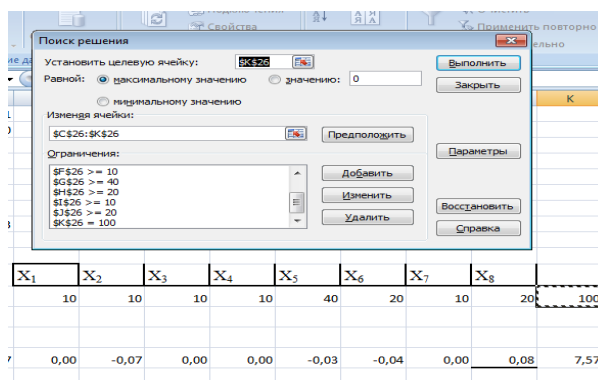 Свойства
Применить повторно
Поиск решения
Установить целевую ячейку: $K$26
Равной: максимальному значению значению: 0
минимальному значению
Изменяя ячейки:
$C$26:$K$26
Предположить
Ограничения:
$F$26 >= 10
$G$26 >= 40
$H$26 >= 20
$I$26 >= 10
$J$26 >= 20
$K$26 = 100
Добавить
Изменить
Удалить
Выполнить
Закрыть
Параметры
Восстановить
Справка
K
X1 X2 X3 X4 X5 X6 X7 X8
10 10 10 10 40 20 10 20 100
7 0,00 -0,07 0,00 0,00 -0,03 -0,04 0,00 0,08 7,57